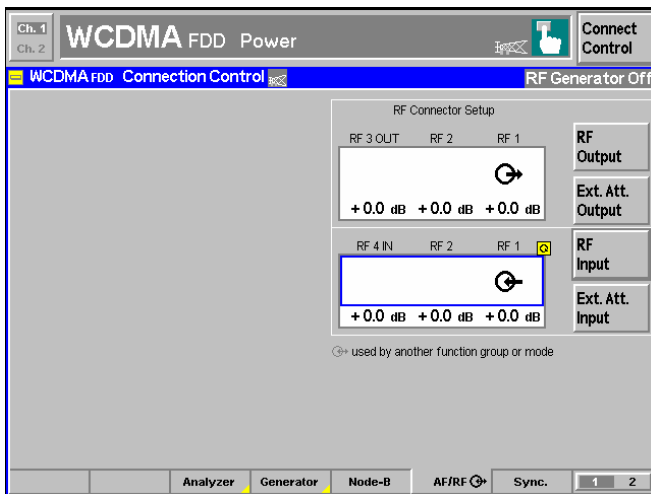 Ch. 1
Ch. 2
WCDMA FDD Power
Connect
Control
WCDMA FDD Connection Control
RF Generator Off
RF Connector Setup
RF 3 OUT RF 2 RF 1
+ 0.0 dB + 0.0 dB + 0.0 dB
RF
Output
Ext. Att.
Output
RF 4 IN RF 2 RF 1
+ 0.0 dB + 0.0 dB + 0.0 dB
RF
Input
Ext. Att.
Input
used by another function group or mode
Analyzer Generator Node-B AF/RF Sync. 1 2